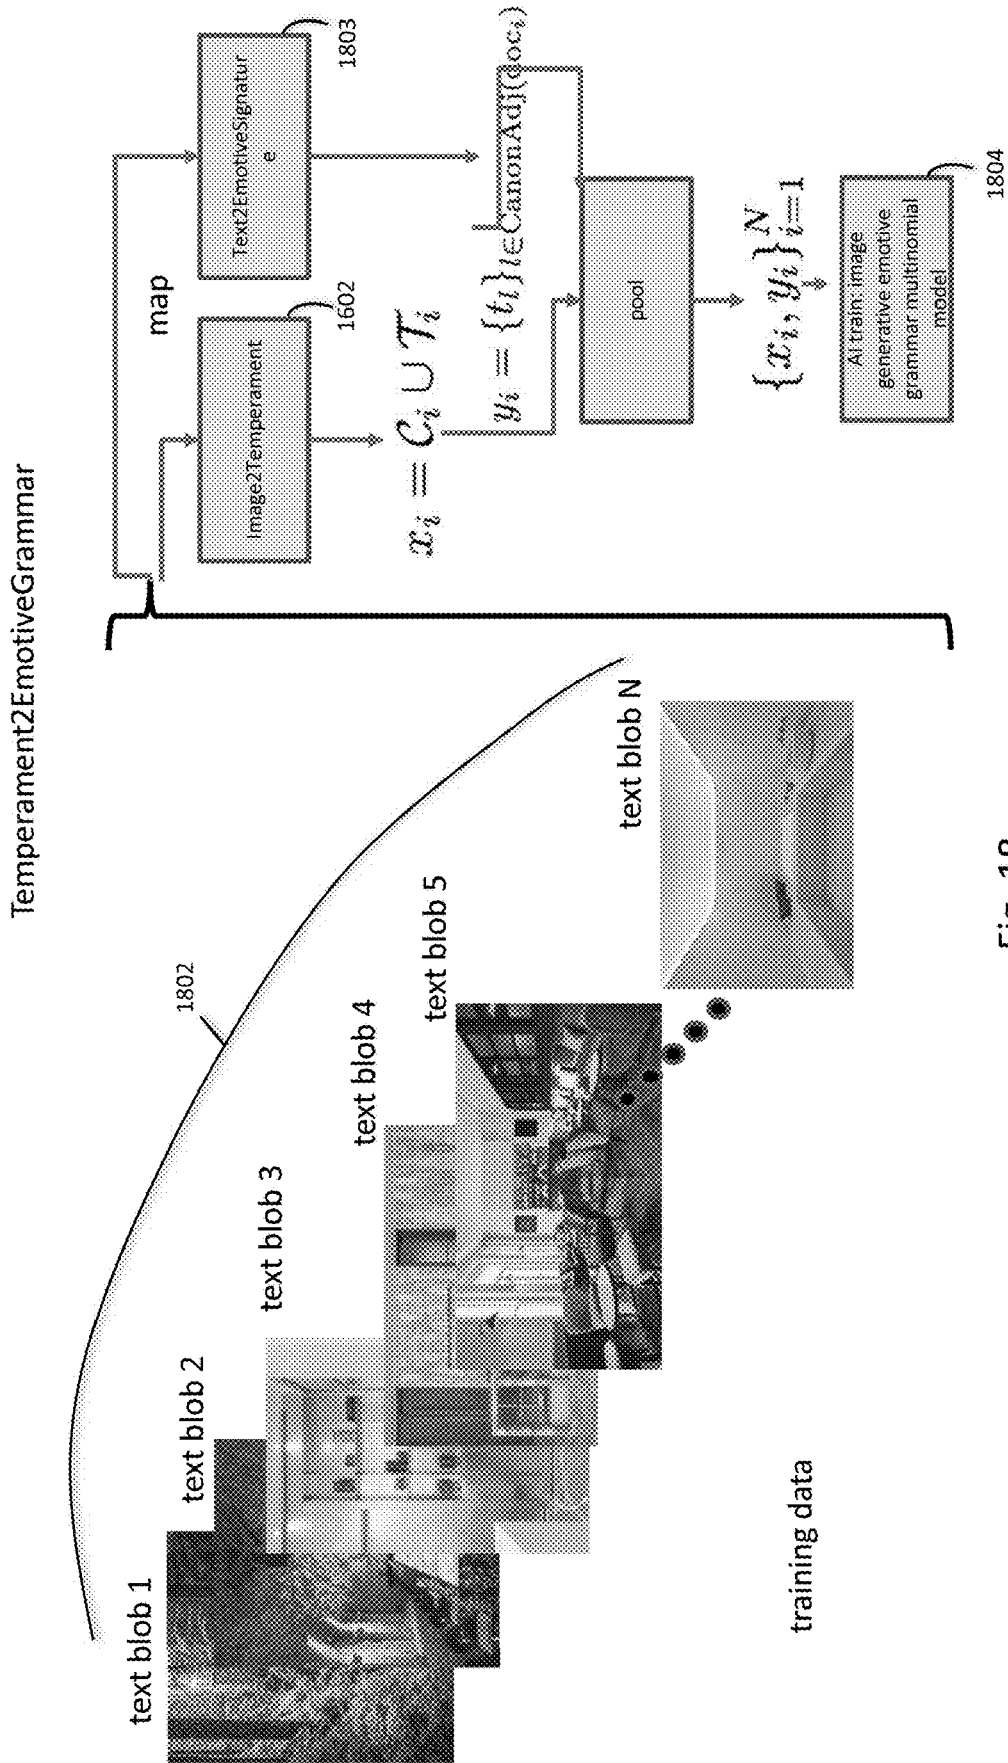 Temperament2EmotiveGrammar
1802
text blob 1
text blob 2
text blob 3
text blob 4
text blob 5
text blob N
training data
map
Image2Temperament
1602
Text2EmotiveSignatur
e
1803
x_i = C_i ∪ T_i
y_i = {t_l}_{l∈CanonAdj(doc_i)}
pool
{x_i, y_i}_{i=1}^N
AI train: image
generative emotive
grammar multinomial
model
1804
Fig. 18